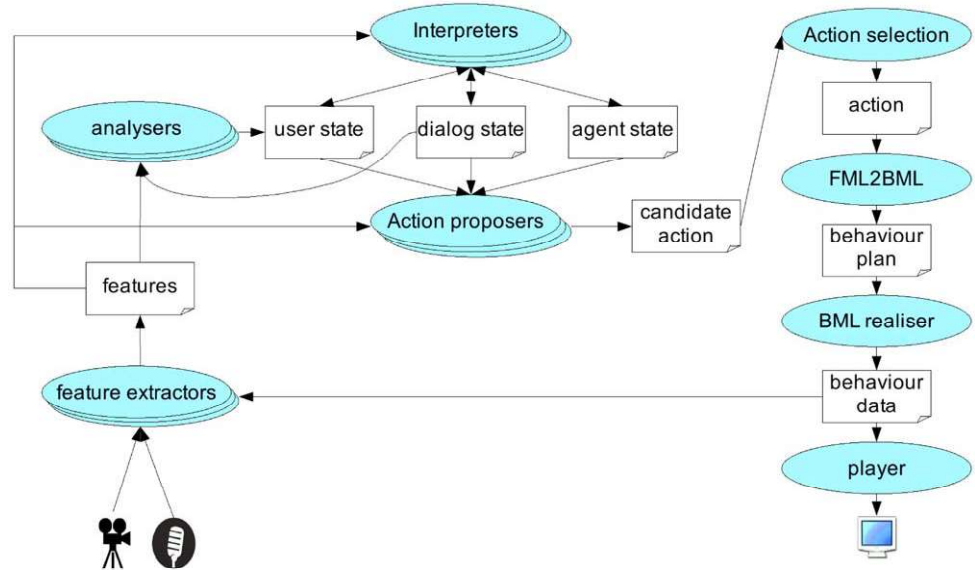 Interpreters
Action selection
analysers
user state
dialog state
agent state
action
FML2BML
Action proposers
candidate
action
behaviour
plan
features
BML realiser
feature extractors
behaviour
data
player